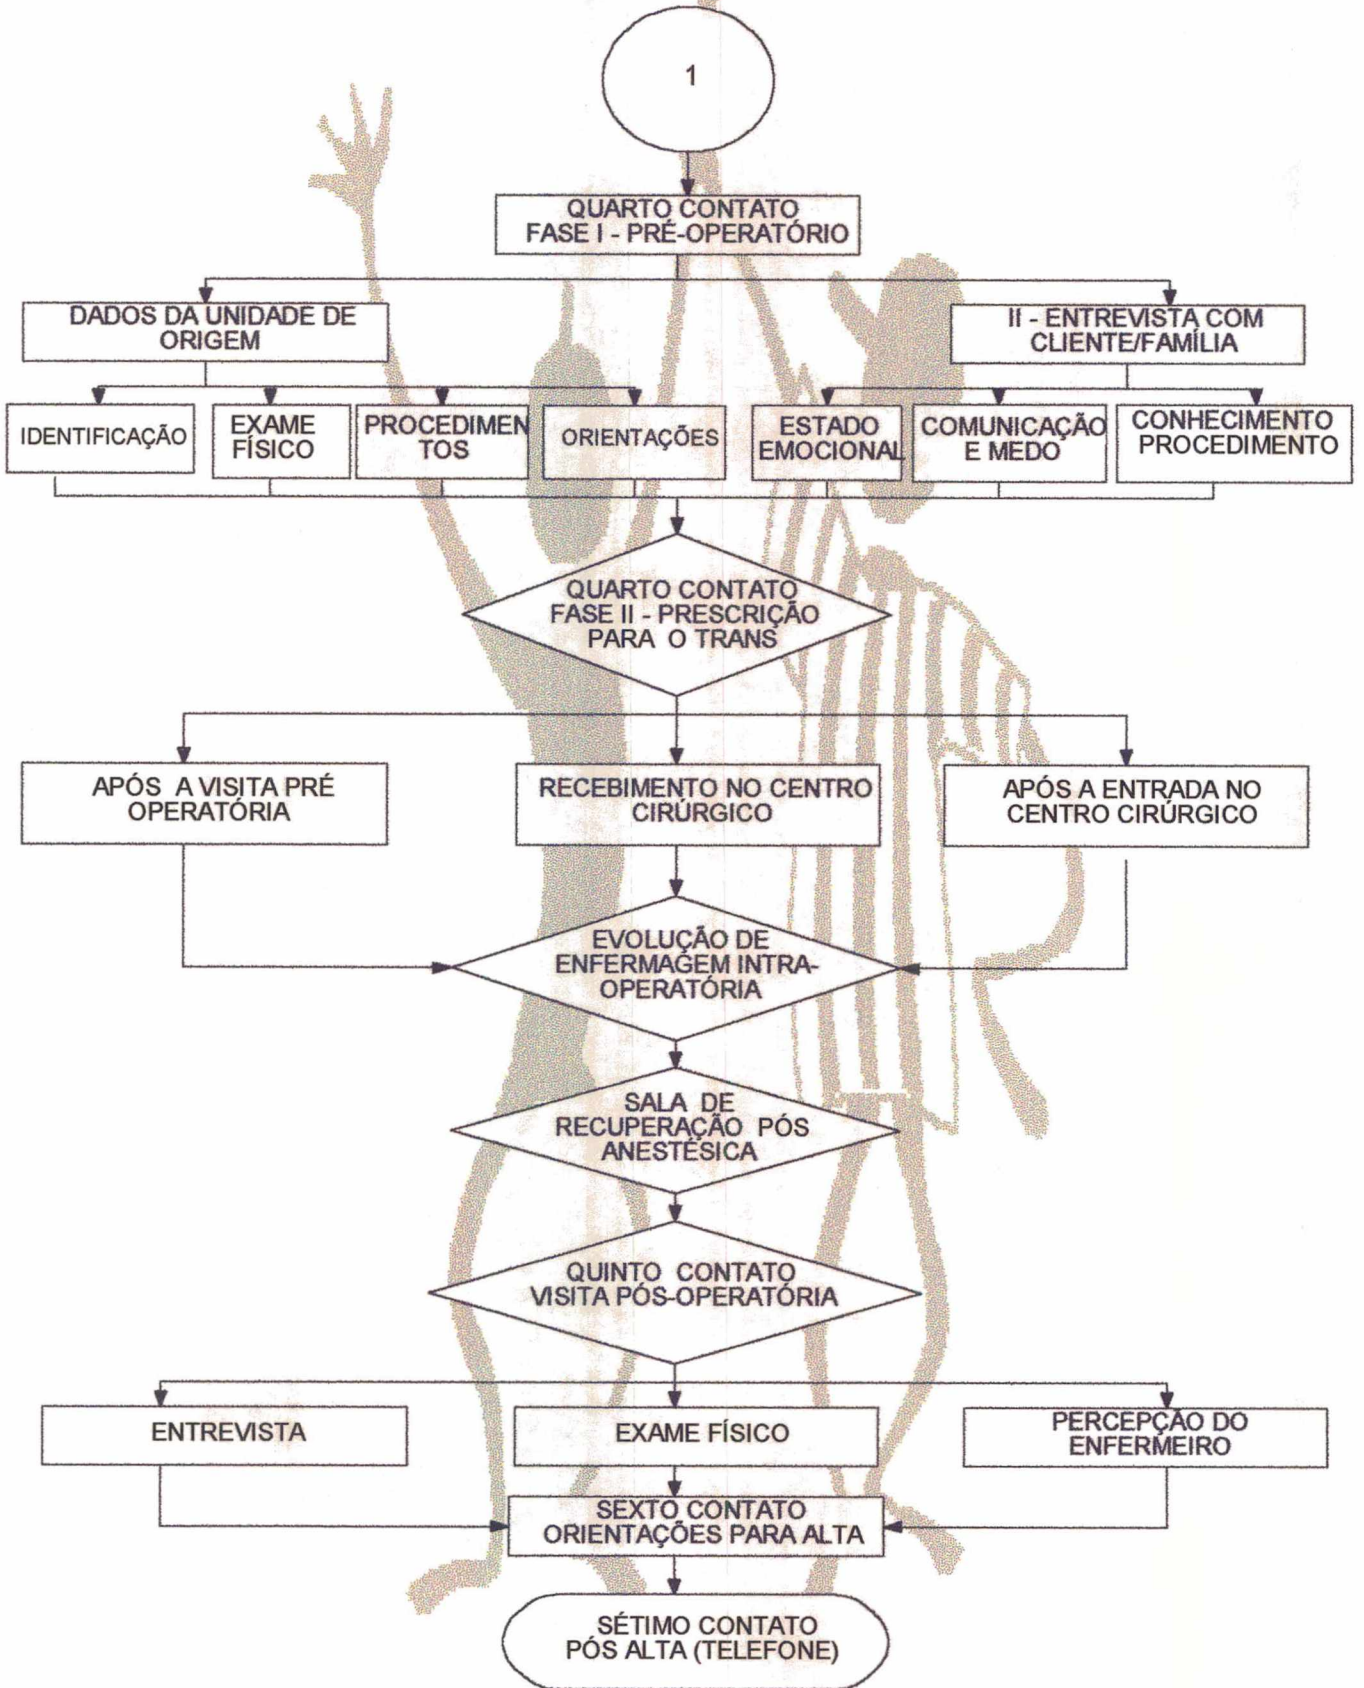 1
QUARTO CONTATO
FASE I - PRÉ-OPERATÓRIO
DADOS DA UNIDADE DE
ORIGEM
II - ENTREVISTA COM
CLIENTE/FAMÍLIA
IDENTIFICAÇÃO
EXAME
FÍSICO
PROCEDIMEN
TOS
ORIENTAÇÕES
ESTADO
EMOCIONAL
COMUNICAÇÃO
E MEDO
CONHECIMENTO
PROCEDIMENTO
QUARTO CONTATO
FASE II - PRESCRIÇÃO
PARA O TRANS
APÓS A VISITA PRÉ
OPERATÓRIA
RECEBIMENTO NO CENTRO
CIRÚRGICO
APÓS A ENTRADA NO
CENTRO CIRÚRGICO
EVOLUÇÃO DE
ENFERMAGEM INTRA-
OPERATÓRIA
SALA DE
RECUPERAÇÃO PÓS
ANESTÉSICA
QUINTO CONTATO
VISITA PÓS-OPERATÓRIA
ENTREVISTA
EXAME FÍSICO
PERCEPÇÃO DO
ENFERMEIRO
SEXTO CONTATO
ORIENTAÇÕES PARA ALTA
SÉTIMO CONTATO
PÓS ALTA (TELEFONE)